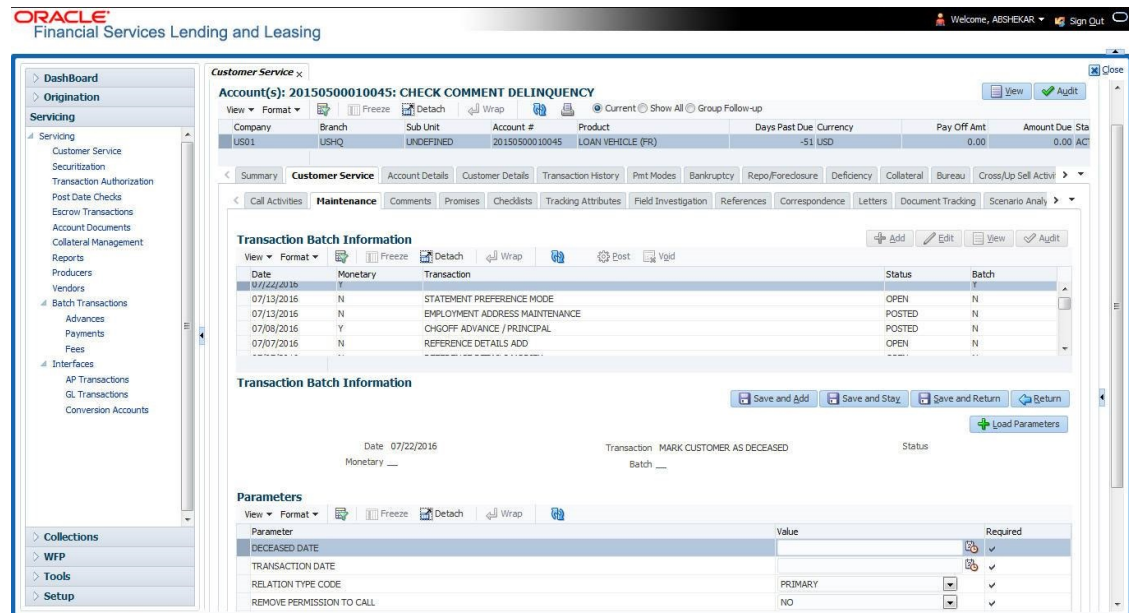 ORACLE
Financial Services Lending and Leasing
Welcome, ABSHEKAR
Sign Out
DashBoard
Origination
Servicing
Servicing
Customer Service
Securitization
Transaction Authorization
Post Date Checks
Escrow Transactions
Account Documents
Collateral Management
Reports
Producers
Vendors
Batch Transactions
Advances
Payments
Fees
Interfaces
AP Transactions
GL Transactions
Conversion Accounts
Collections
WFP
Tools
Setup
Customer Service x
Close
Account(s): 20150500010045: CHECK COMMENT DELINQUENCY
View Audit
View Format Freeze Detach Wrap Current Show All Group Follow-up
Company Branch Sub Unit Account # Product Days Past Due Currency Pay Off Amt Amount Due Sta
US01 USHQ UNDEFINED 20150500010045 LOAN VEHICLE (FR) -51 USD 0.00 0.00 AC
Summary Customer Service Account Details Customer Details Transaction History Pmt Modes Bankruptcy Repo/Foreclosure Deficiency Collateral Bureau Cross/Up Sell Activi
Call Activities Maintenance Comments Promises Checklists Tracking Attributes Field Investigation References Correspondence Letters Document Tracking Scenario Analy
Transaction Batch Information
Add Edit View Audit
View Format Freeze Detach Wrap Post Void
Date Monetary Transaction Status Batch
07/22/2016 Y Y
07/13/2016 N STATEMENT PREFERENCE MODE OPEN N
07/13/2016 N EMPLOYMENT ADDRESS MAINTENANCE POSTED N
07/08/2016 Y CHGOFF ADVANCE / PRINCIPAL POSTED N
07/07/2016 N REFERENCE DETAILS ADD OPEN N
Transaction Batch Information
Save and Add Save and Stay Save and Return Return
Load Parameters
Date 07/22/2016 Transaction MARK CUSTOMER AS DECEASED Status
Monetary Batch
Parameters
View Format Freeze Detach Wrap
Parameter Value Required
DECEASED DATE
TRANSACTION DATE
RELATION TYPE CODE PRIMARY
REMOVE PERMISSION TO CALL NO